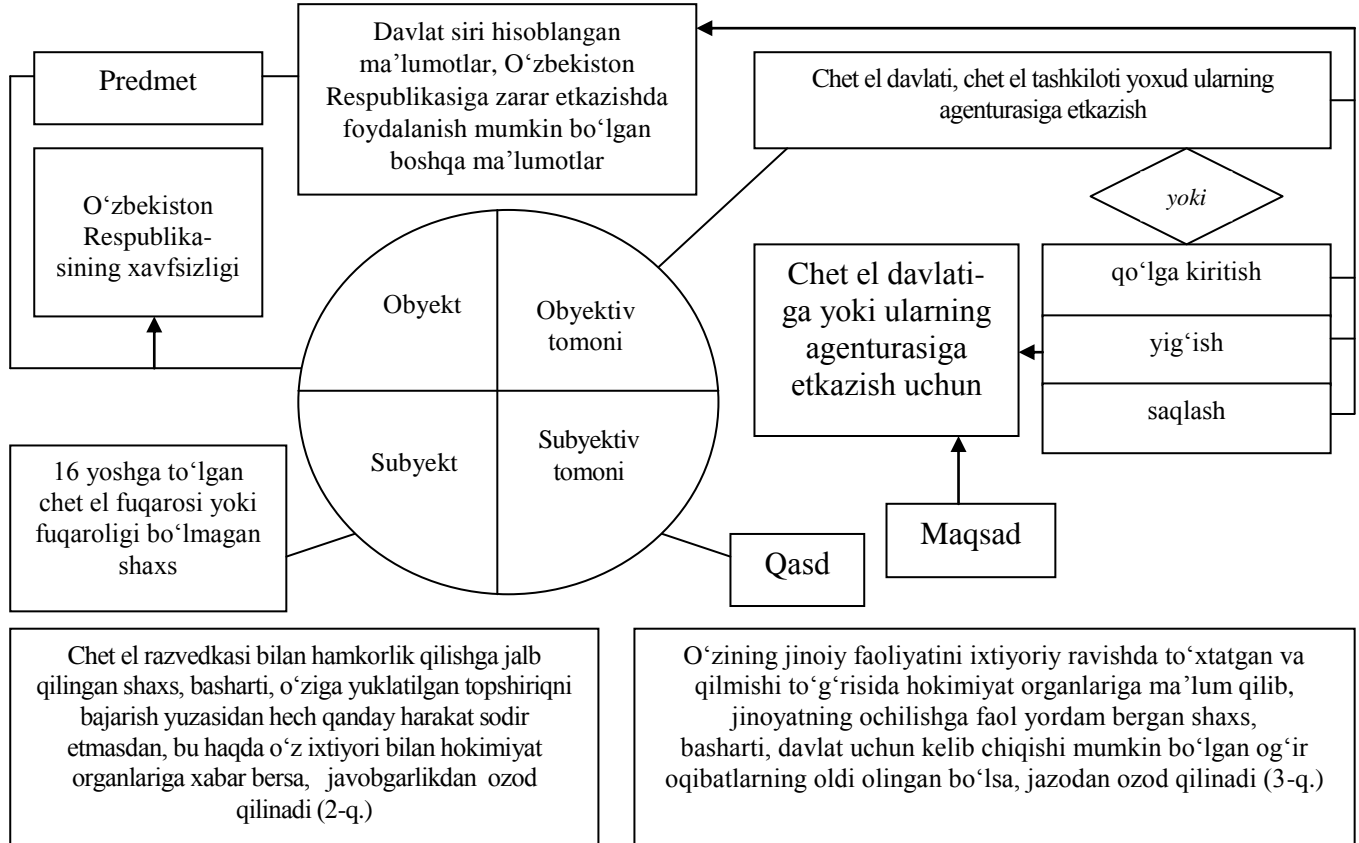 Predmet
Davlat siri hisoblangan
ma’lumotlar, O‘zbekiston
Respublikasiga zarar etkazishda
foydalanish mumkin bo‘lgan
boshqa ma’lumotlar
Chet el davlati, chet el tashkiloti yoxud ularning
agenturasiga etkazish
yoki
O‘zbekiston
Respublika-
sining xavfsizligi
Obyekt
Obyektiv
tomoni
Chet el davlati-
ga yoki ularning
agenturasiga
etkazish uchun
qo‘lga kiritish
yig‘ish
saqlash
16 yoshga to‘lgan
chet el fuqarosi yoki
fuqaroligi bo‘lmagan
shaxs
Subyekt
Subyektiv
tomoni
Qasd
Maqsad
Chet el razvedkasi bilan hamkorlik qilishga jalb
qilingan shaxs, basharti, o‘ziga yuklatilgan topshiriqni
bajarish yuzasidan hech qanday harakat sodir
etmasdan, bu haqda o‘z ixtiyori bilan hokimiyat
organlariga xabar bersa, javobgarlikdan ozod
qilinadi (2-q.)
O‘zining jinoiy faoliyatini ixtiyoriy ravishda to‘xtatgan va
qilmishi to‘g‘risida hokimiyat organlariga ma’lum qilib,
jinoyatning ochilishga faol yordam bergan shaxs,
basharti, davlat uchun kelib chiqishi mumkin bo‘lgan og‘ir
oqibatlarning oldi olingan bo‘lsa, jazodan ozod qilinadi (3-q.)